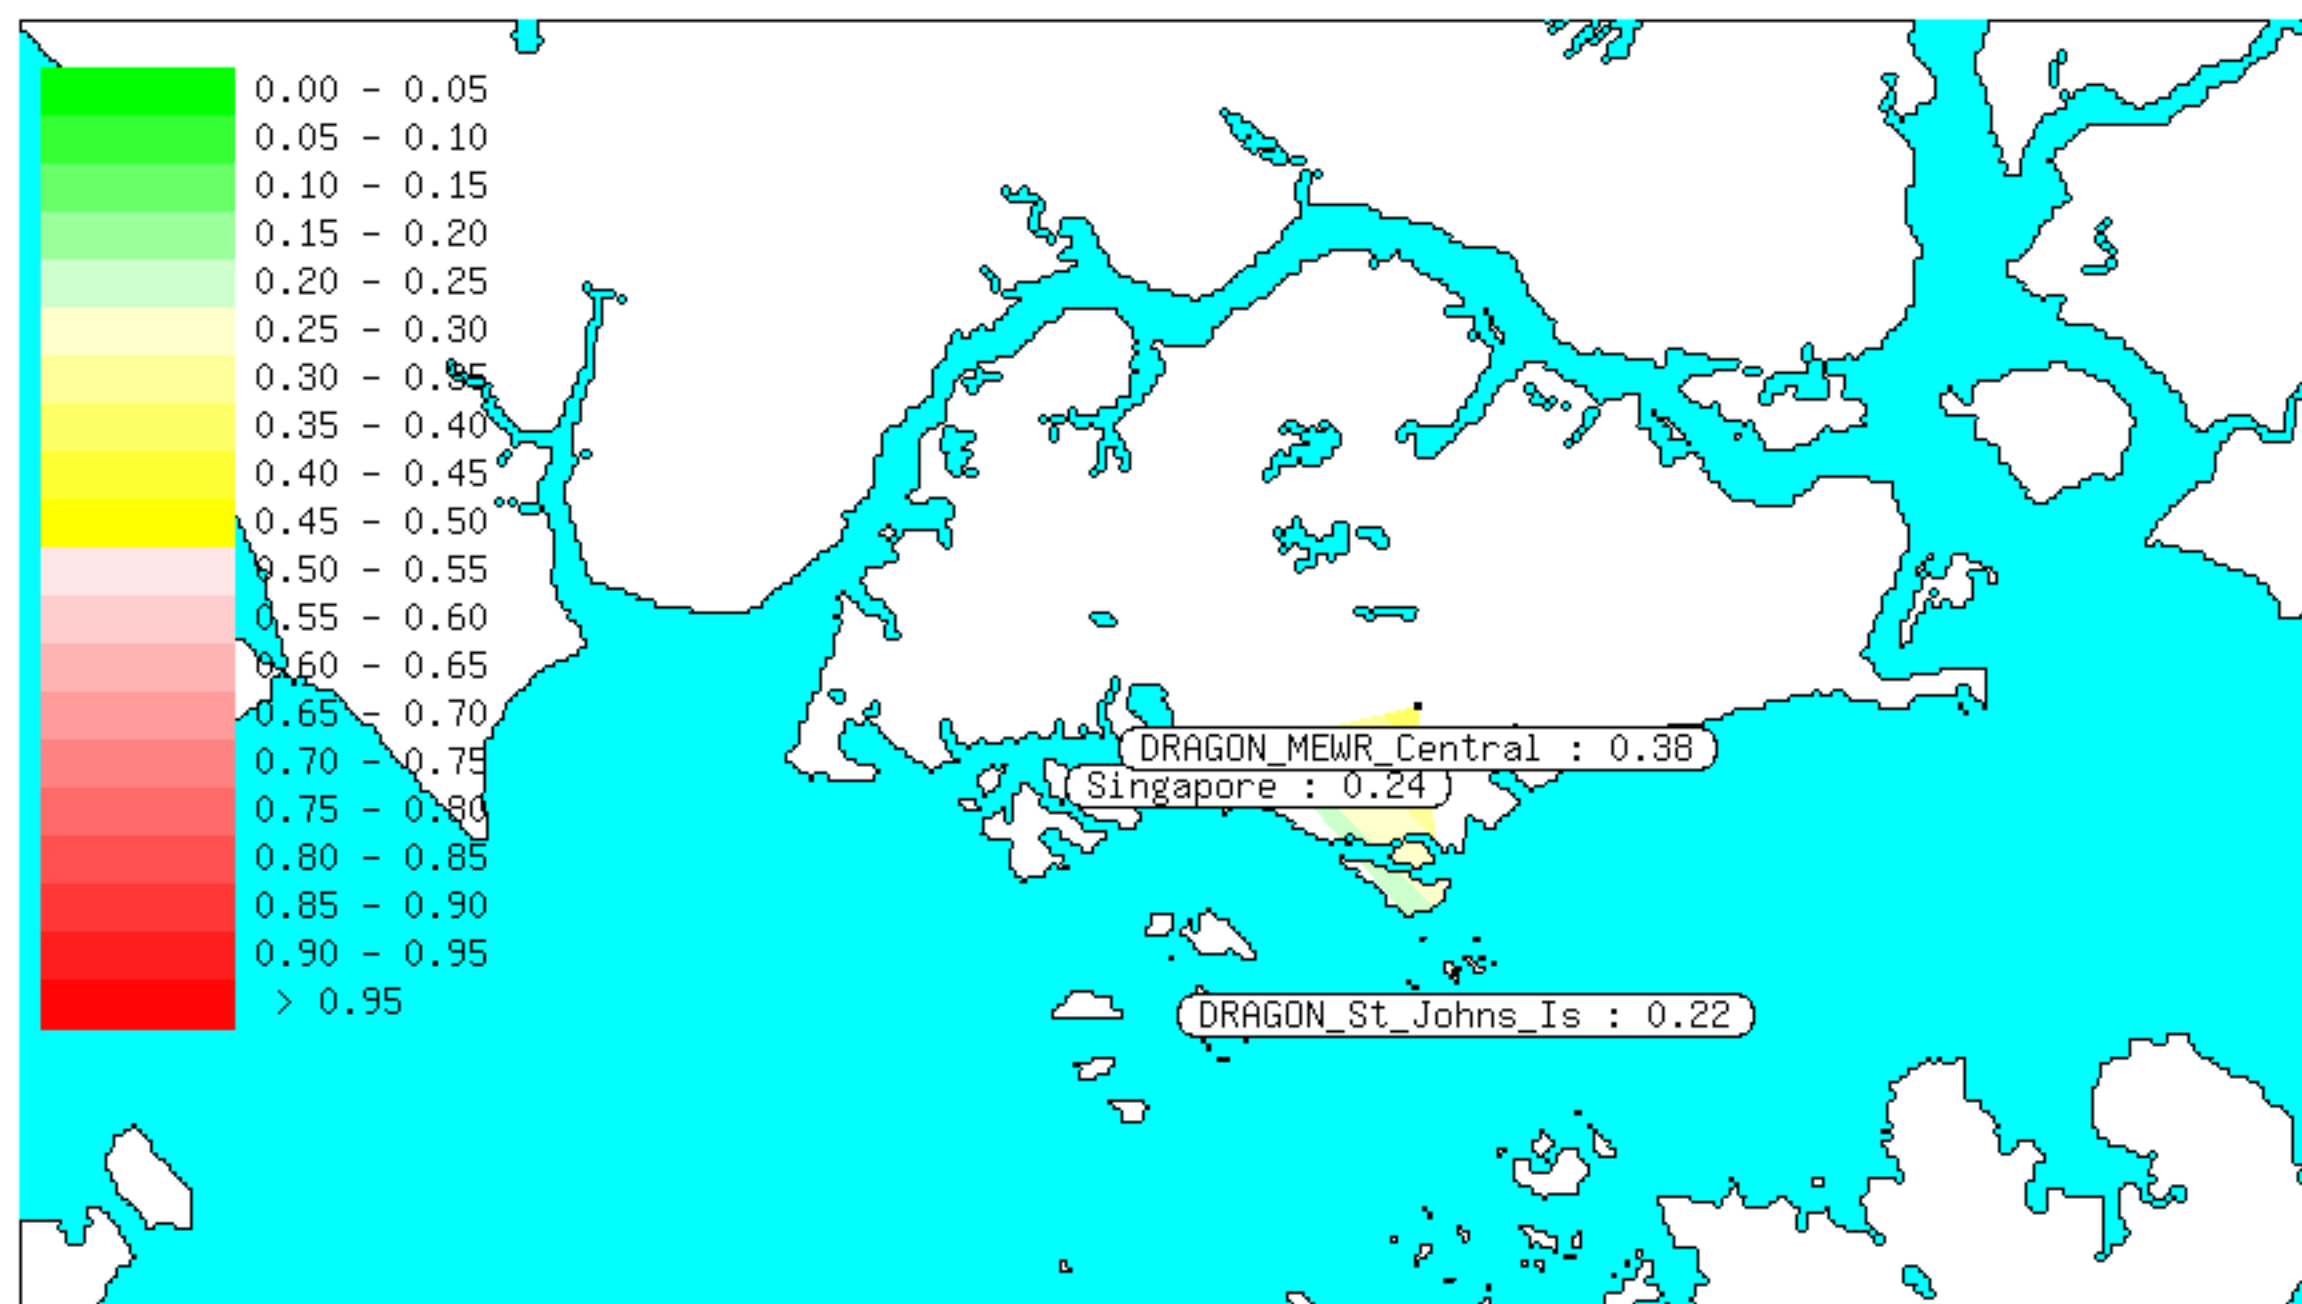 0.00 - 0.05
0.05 - 0.10
0.10 - 0.15
0.15 - 0.20
0.20 - 0.25
0.25 - 0.30
0.30 - 0.35
0.35 - 0.40
0.40 - 0.45
0.45 - 0.50
0.50 - 0.55
0.55 - 0.60
0.60 - 0.65
0.65 - 0.70
0.70 - 0.75
0.75 - 0.80
0.80 - 0.85
0.85 - 0.90
0.90 - 0.95
> 0.95
DRAGON_MEWR_Central : 0.38
Singapore : 0.24
DRAGON_St_Johns_Is : 0.22